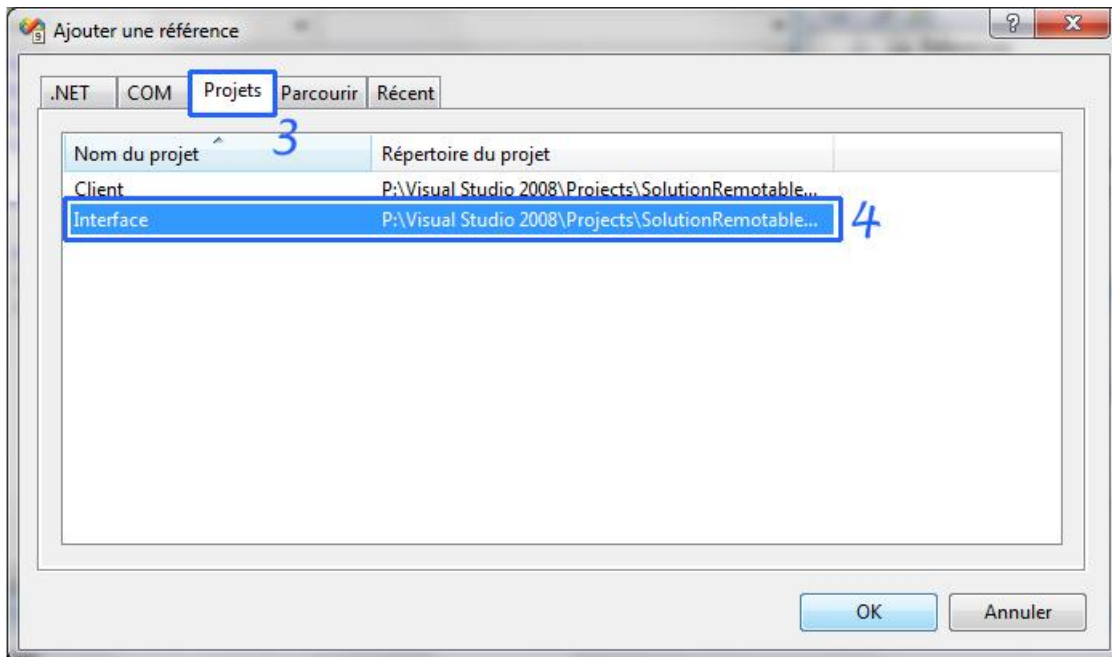 Ajouter une référence
.NET COM Projets Parcourir Récent
3
Nom du projet Répertoire du projet
Client P:\Visual Studio 2008\Projects\SolutionRemotable...
Interface P:\Visual Studio 2008\Projects\SolutionRemotable... 4
OK Annuler